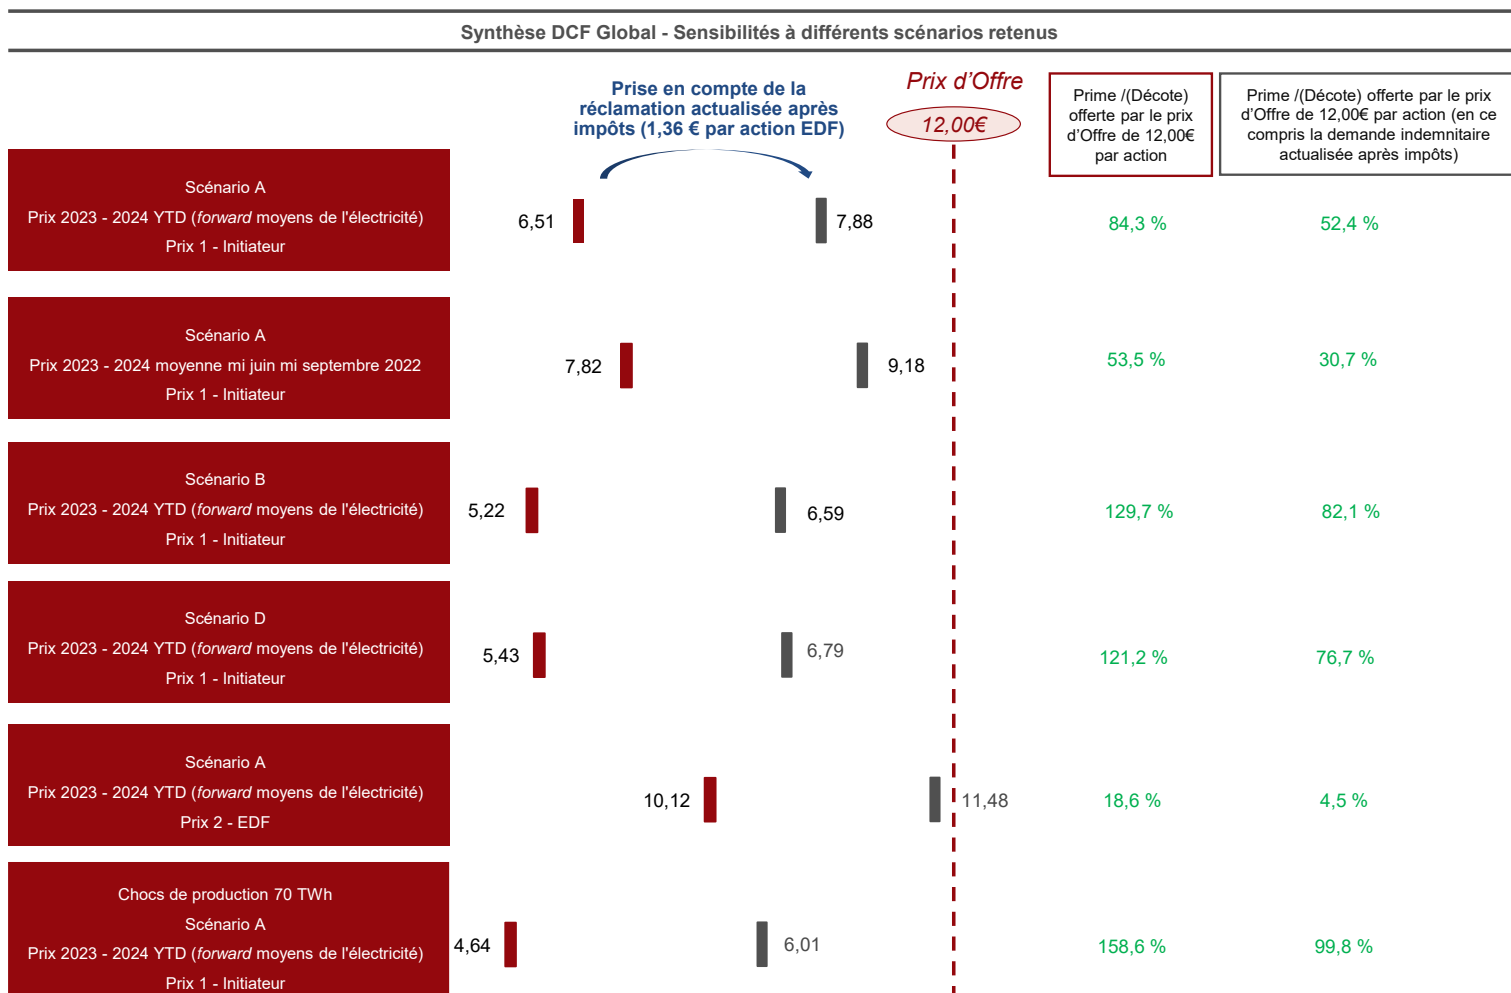 Synthèse DCF Global - Sensibilités à différents scénarios retenus
Prise en compte de la
réclamation actualisée après
impôts (1,36 € par action EDF)
Prix d'Offre
12,00€
Prime /(Décote)
offerte par le prix
d'Offre de 12,00€
par action
Prime /(Décote) offerte par le prix
d'Offre de 12,00€ par action (en ce
compris la demande indemnitaire
actualisée après impôts)
Scénario A
Prix 2023 - 2024 YTD (forward moyens de l'électricité)
Prix 1 - Initiateur
6,51
7,88
84,3 %
52,4 %
Scénario A
Prix 2023 - 2024 moyenne mi juin mi septembre 2022
Prix 1 - Initiateur
7,82
9,18
53,5 %
30,7 %
Scénario B
Prix 2023 - 2024 YTD (forward moyens de l'électricité)
Prix 1 - Initiateur
5,22
6,59
129,7 %
82,1 %
Scénario D
Prix 2023 - 2024 YTD (forward moyens de l'électricité)
Prix 1 - Initiateur
5,43
6,79
121,2 %
76,7 %
Scénario A
Prix 2023 - 2024 YTD (forward moyens de l'électricité)
Prix 2 - EDF
10,12
11,48
18,6 %
4,5 %
Chocs de production 70 TWh
Scénario A
Prix 2023 - 2024 YTD (forward moyens de l'électricité)
Prix 1 - Initiateur
4,64
6,01
158,6 %
99,8 %